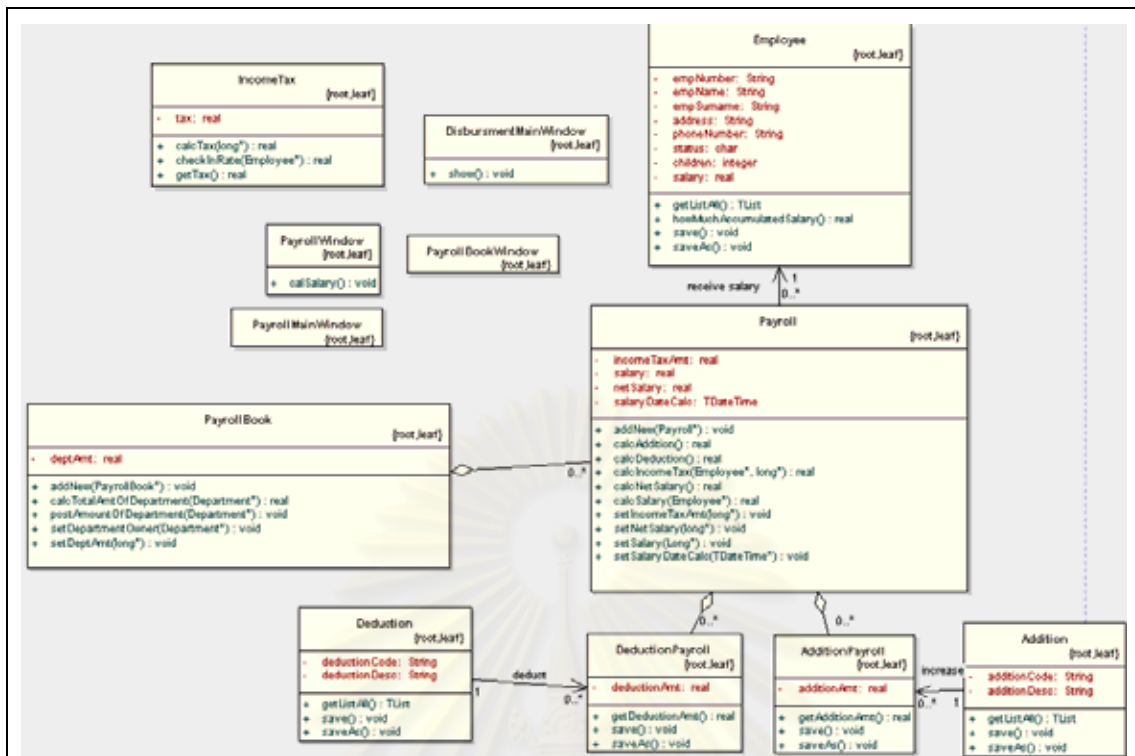 Employee
{root,leaf}
- empNumber: String
- empName: String
- empSurname: String
- address: String
- phoneNumber: String
- status: char
- children: integer
- salary: real
+ getListAll() : TList
+ howMuchAccumulatedSalary() : real
+ save() : void
+ saveAs() : void
IncomeTax
{root,leaf}
- tax: real
+ calcTax(long*) : real
+ checkInRate(Employee*) : real
+ getTax() : real
DisbursmentMainWindow
{root,leaf}
+ show() : void
PayrollWindow
{root,leaf}
+ calSalary() : void
PayrollBookWindow
{root,leaf}
PayrollMainWindow
{root,leaf}
receive salary
1
0..*
Payroll
{root,leaf}
- incomeTaxAmt: real
- salary: real
- netSalary: real
- salaryDateCalc: TDateTime
+ addNew(Payroll*) : void
+ calcAddition() : real
+ calcDeduction() : real
+ calcIncomeTax(Employee*, long*) : real
+ calcNetSalary() : real
+ calcSalary(Employee*) : real
+ setIncomeTaxAmt(long*) : void
+ setNetSalary(long*) : void
+ setSalary(Long*) : void
+ setSalaryDateCalc(TDateTime*) : void
PayrollBook
{root,leaf}
- deptAmt: real
+ addNew(PayrollBook*) : void
+ calcTotalAmtOfDepartment(Department*) : real
+ postAmountOfDepartment(Department*) : void
+ setDepartmentOwner(Department*) : void
+ setDeptAmt(long*) : void
0..*
0..*
0..*
Deduction
{root,leaf}
- deductionCode: String
- deductionDesc: String
+ getListAll() : TList
+ save() : void
+ saveAs() : void
deduct
1
0..*
DeductionPayroll
{root,leaf}
- deductionAmt: real
+ getDeductionAmt() : real
+ save() : void
+ saveAs() : void
AdditionPayroll
{root,leaf}
- additionAmt: real
+ getAdditionAmt() : real
+ save() : void
+ saveAs() : void
increase
0..*
1
Addition
{root,leaf}
- additionCode: String
- additionDesc: String
+ getListAll() : TList
+ save() : void
+ saveAs() : void